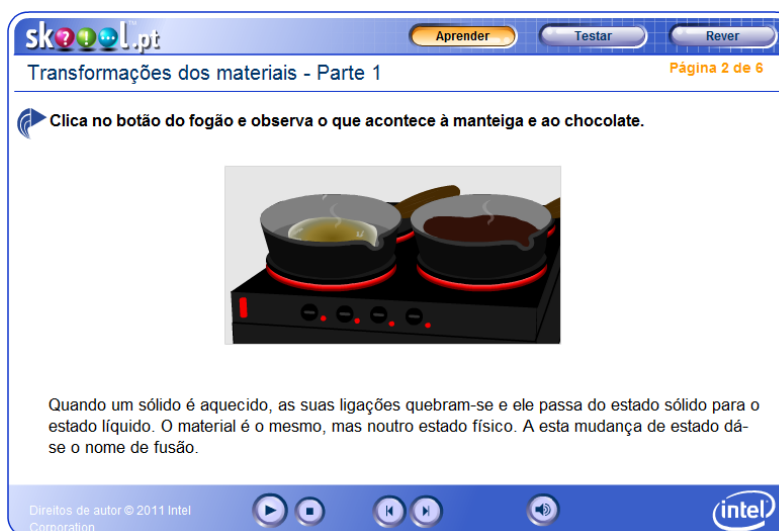 skoool.pt
Aprender
Testar
Rever
Transformações dos materiais - Parte 1
Página 2 de 6
Clica no botão do fogão e observa o que acontece à manteiga e ao chocolate.
Quando um sólido é aquecido, as suas ligações quebram-se e ele passa do estado sólido para o
estado líquido. O material é o mesmo, mas noutro estado físico. A esta mudança de estado dá-
se o nome de fusão.
Direitos de autor © 2011 Intel
Corporation
intel